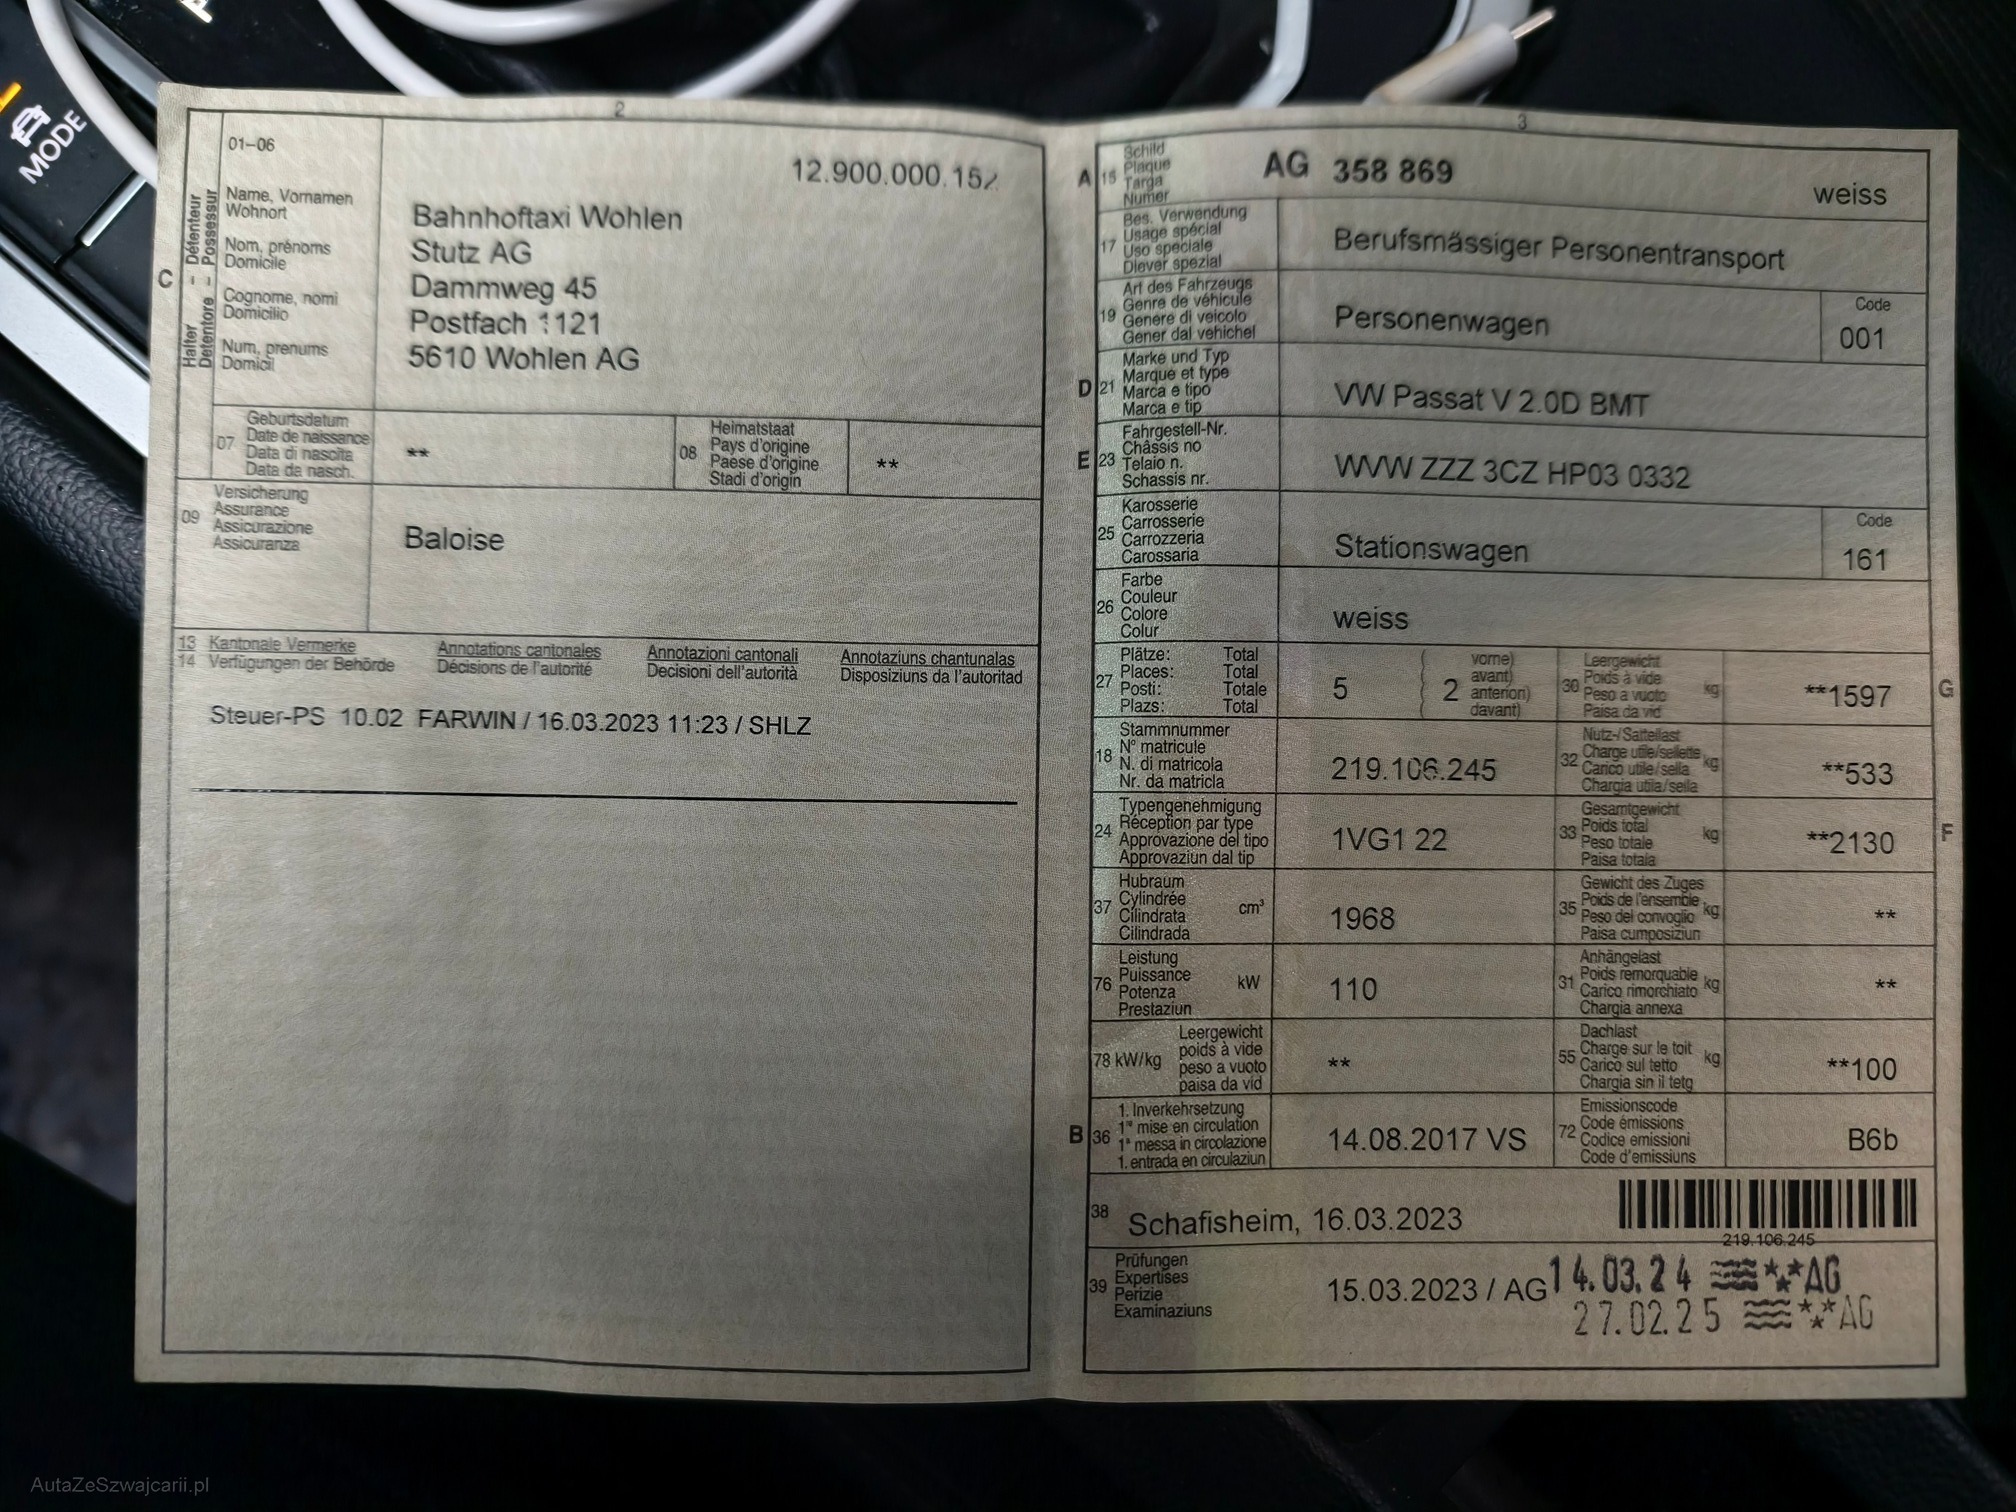 P
MODE
2
01–06
12.900.000.152
Halter – Détenteur
Detentore – Possessur
C
Name, Vornamen
Wohnort
Nom, prénoms
Domicile
Cognome, nomi
Domicilio
Num, prenums
Domicil
Bahnhoftaxi Wohlen
Stutz AG
Dammweg 45
Postfach 1121
5610 Wohlen AG
07
Geburtsdatum
Date de naissance
Data di nascita
Data da nasch.
**
08
Heimatstaat
Pays d'origine
Paese d'origine
Stadi d'origin
**
09
Versicherung
Assurance
Assicurazione
Assicuranza
Baloise
13 Kantonale Vermerke Annotations cantonales Annotazioni cantonali Annotaziuns chantunalas
14 Verfügungen der Behörde Décisions de l'autorité Decisioni dell'autorità Disposiziuns da l'autoritad
Steuer-PS 10.02 FARWIN / 16.03.2023 11:23 / SHLZ
3
A 15
Schild
Plaque
Targa
Numer
AG 358 869
weiss
17
Bes. Verwendung
Usage spécial
Uso speciale
Diever spezial
Berufsmässiger Personentransport
19
Art des Fahrzeugs
Genre de véhicule
Genere di veicolo
Gener dal vehichel
Personenwagen
Code
001
D 21
Marke und Typ
Marque et type
Marca e tipo
Marca e tip
VW Passat V 2.0D BMT
E 23
Fahrgestell-Nr.
Châssis no
Telaio n.
Schassis nr.
WVW ZZZ 3CZ HP03 0332
25
Karosserie
Carrosserie
Carrozzeria
Carossaria
Stationswagen
Code
161
26
Farbe
Couleur
Colore
Colur
weiss
27
Plätze: Total
Places: Total
Posti: Totale
Plazs: Total
5
2
vorne)
avant)
anteriori)
davant)
30
Leergewicht
Poids à vide
Peso a vuoto
Paisa da vid
kg
**1597
G
18
Stammnummer
N° matricule
N. di matricola
Nr. da matricla
219.106.245
32
Nutz-/Sattellast
Charge utile/sellette
Carico utile/sella
Chargia utila/sella
kg
**533
24
Typengenehmigung
Réception par type
Approvazione del tipo
Approvaziun dal tip
1VG1 22
33
Gesamtgewicht
Poids total
Peso totale
Paisa totala
kg
**2130
F
37
Hubraum
Cylindrée
Cilindrata
Cilindrada
cm³
1968
35
Gewicht des Zuges
Poids de l'ensemble
Peso del convoglio
Paisa cumposiziun
kg
**
76
Leistung
Puissance
Potenza
Prestaziun
kW
110
31
Anhängelast
Poids remorquable
Carico rimorchiato
Chargia annexa
kg
**
78 kW/kg
Leergewicht
poids à vide
peso a vuoto
paisa da vid
**
55
Dachlast
Charge sur le toit
Carico sul tetto
Chargia sin il tetg
kg
**100
B 36
1. Inverkehrsetzung
1re mise en circulation
1a messa in circolazione
1. entrada en circulaziun
14.08.2017 VS
72
Emissionscode
Code émissions
Codice emissioni
Code d'emissiuns
B6b
38
Schafisheim, 16.03.2023
219.106.245
39
Prüfungen
Expertises
Perizie
Examinaziuns
15.03.2023 / AG
14.03.24 AG
27.02.25 AG
AutaZeSzwajcarii.pl